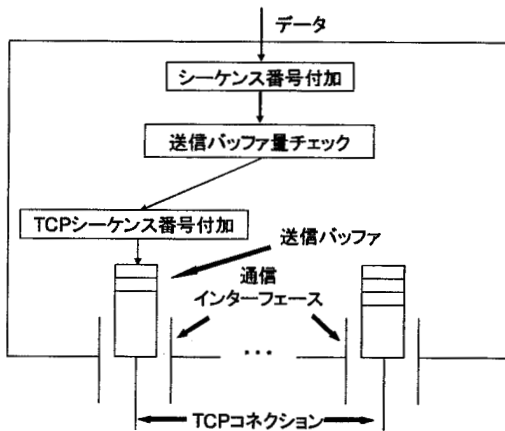 データ
シーケンス番号付加
送信バッファ量チェック
TCPシーケンス番号付加
送信バッファ
通信
インターフェース
...
TCPコネクション